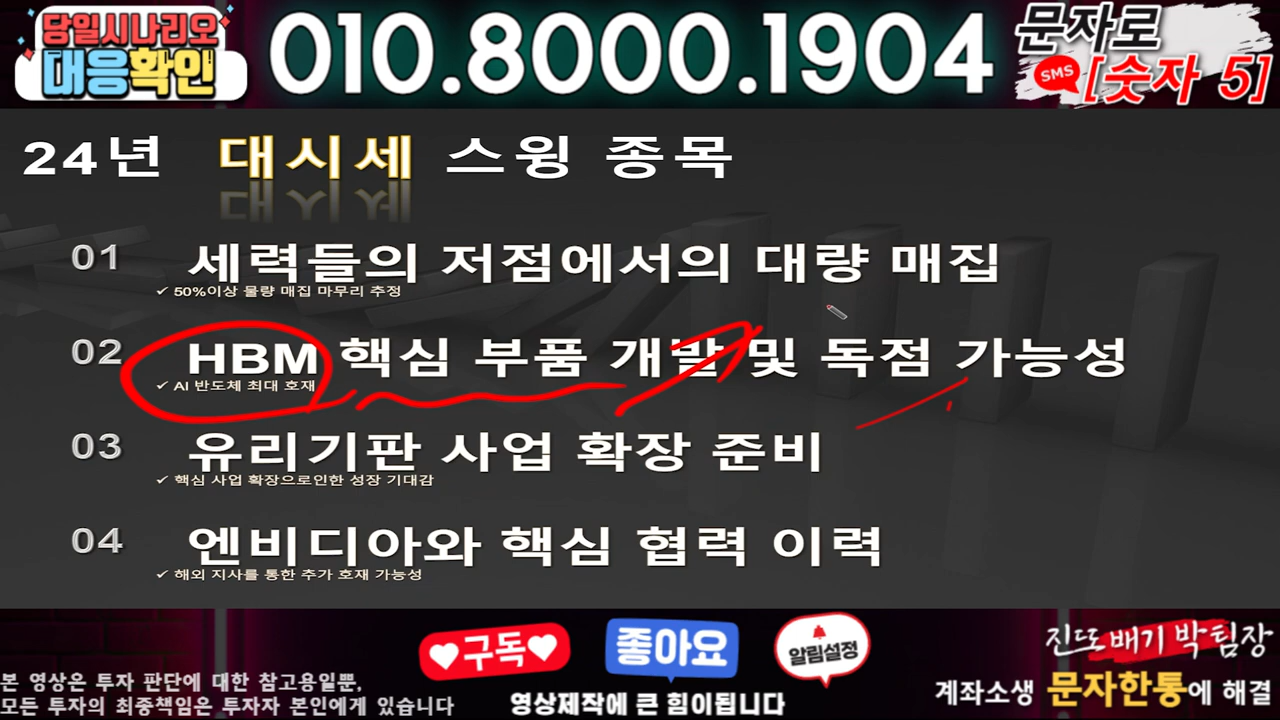 당일시나리오
대응확인
010.8000.1904
문자로
SMS
[숫자 5]
24년 대시세 스윙 종목
01 세력들의 저점에서의 대량 매집
✓ 50%이상 물량 매집 마무리 추정
02 HBM 핵심 부품 개발 및 독점 가능성
✓ AI 반도체 최대 호재
03 유리기판 사업 확장 준비
✓ 핵심 사업 확장으로인한 성장 기대감
04 엔비디아와 핵심 협력 이력
✓ 해외 지사를 통한 추가 호재 가능성
본 영상은 투자 판단에 대한 참고용일뿐,
모든 투자의 최종책임은 투자자 본인에게 있습니다
구독
좋아요
알림설정
영상제작에 큰 힘이됩니다
진또배기 박팀장
계좌소생 문자한통에 해결